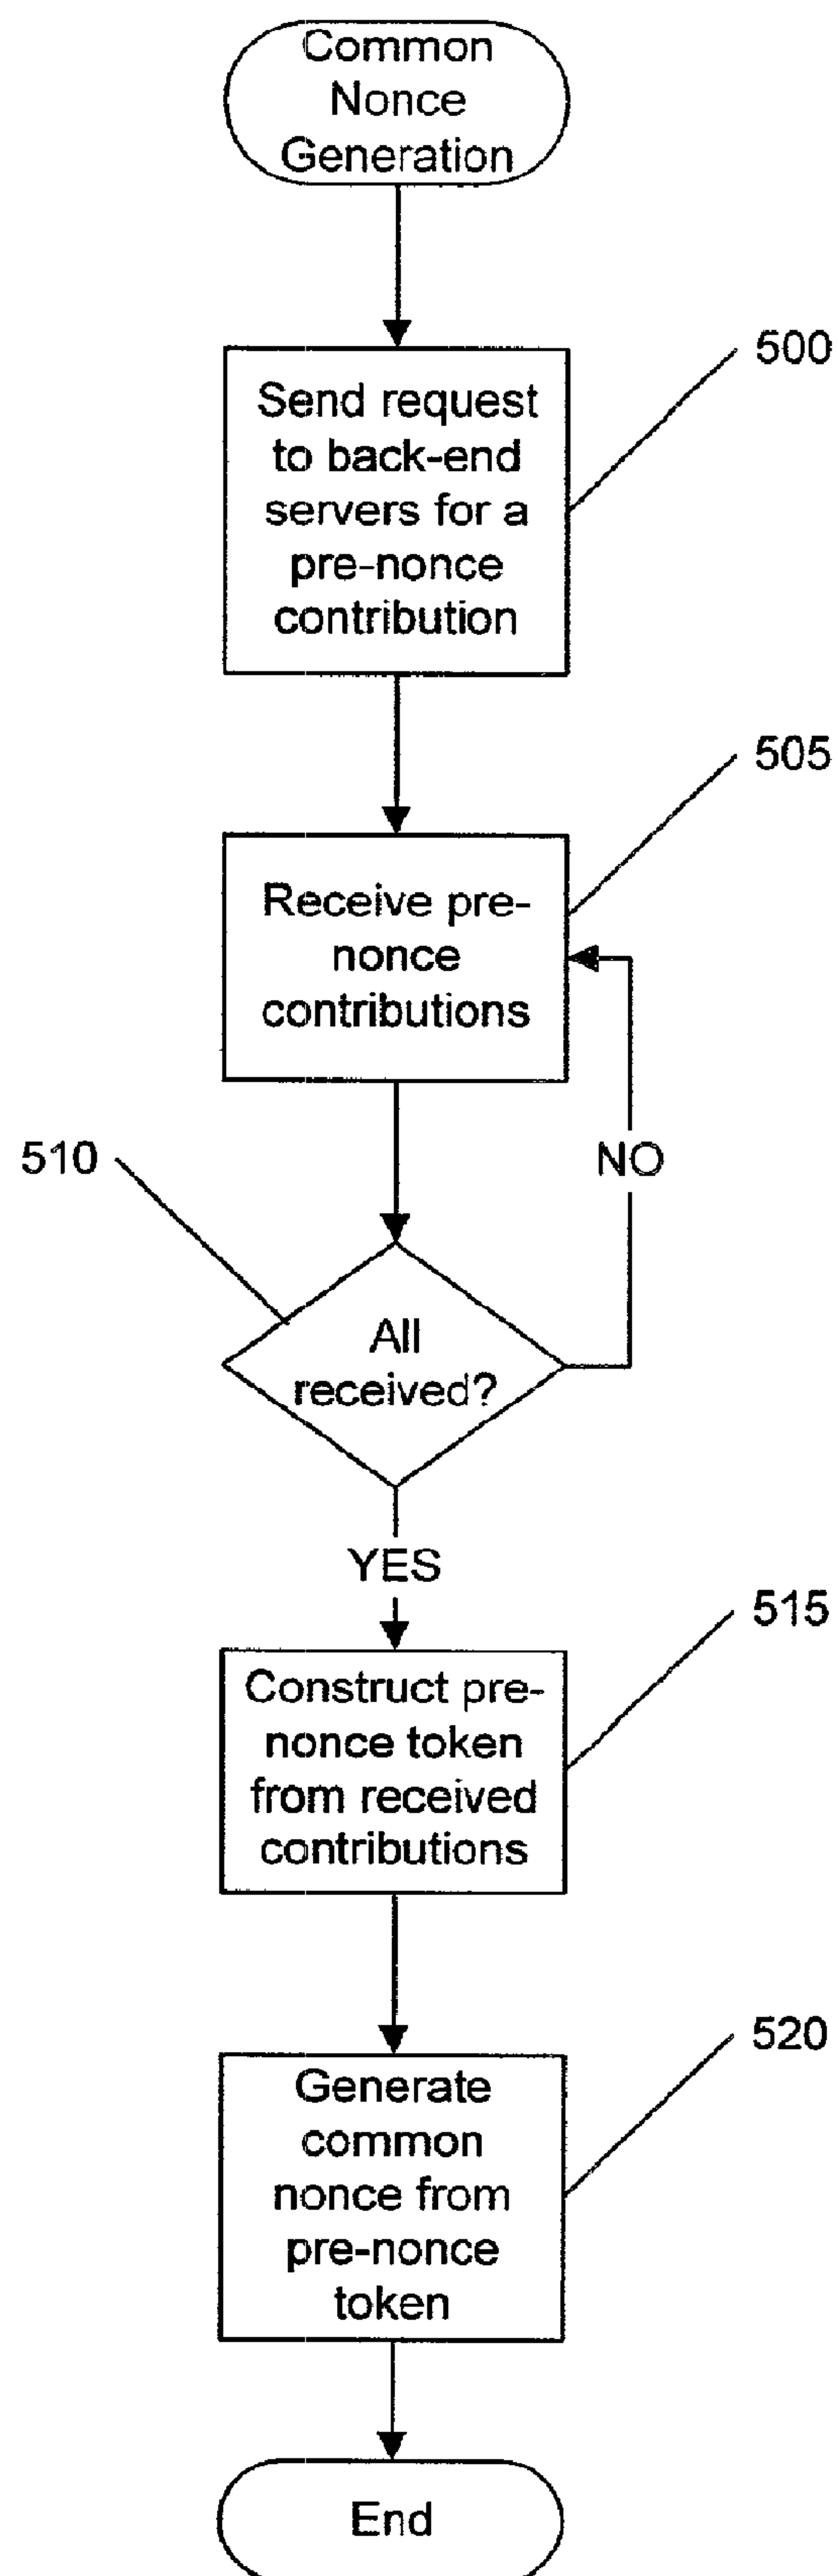 Common
Nonce
Generation
500
Send request
to back-end
servers for a
pre-nonce
contribution
505
Receive pre-
nonce
contributions
NO
510
All
received?
YES
515
Construct pre-
nonce token
from received
contributions
520
Generate
common
nonce from
pre-nonce
token
End